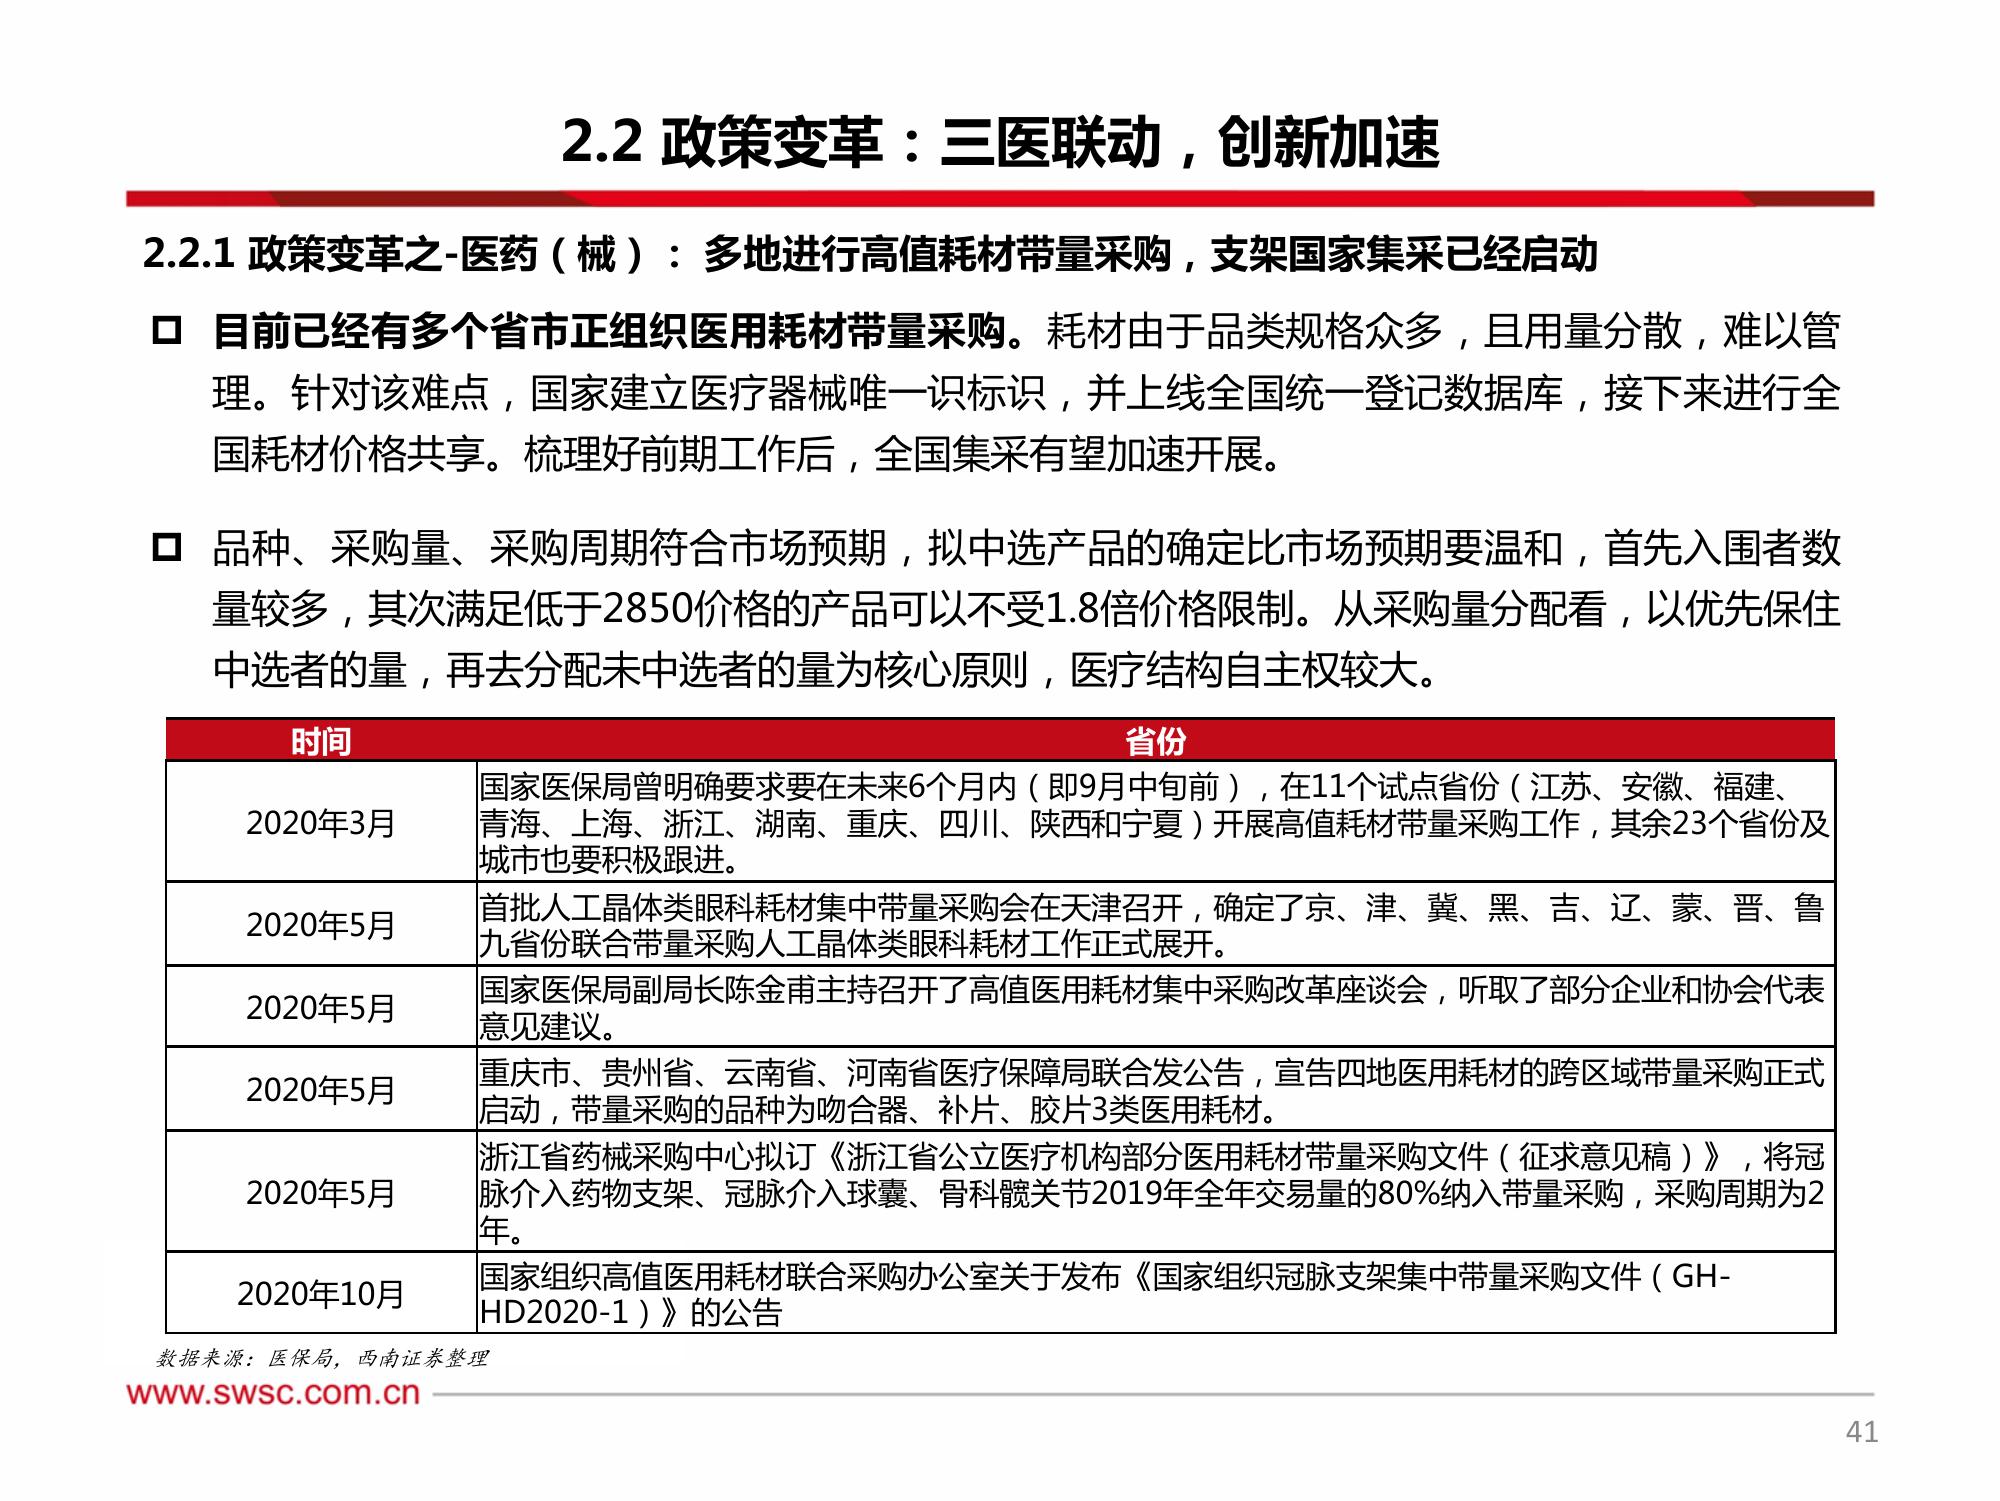 2.2 政策变革：三医联动，创新加速
2.2.1 政策变革之-医药（械）： 多地进行高值耗材带量采购，支架国家集采已经启动
目前已经有多个省市正组织医用耗材带量采购。耗材由于品类规格众多，且用量分散，难以管
理。针对该难点，国家建立医疗器械唯一识标识，并上线全国统一登记数据库，接下来进行全
国耗材价格共享。梳理好前期工作后，全国集采有望加速开展。
品种、采购量、采购周期符合市场预期，拟中选产品的确定比市场预期要温和，首先入围者数
量较多，其次满足低于2850价格的产品可以不受1.8倍价格限制。从采购量分配看，以优先保住
中选者的量，再去分配未中选者的量为核心原则，医疗结构自主权较大。
时间 省份
2020年3月
国家医保局曾明确要求要在未来6个月内（即9月中旬前），在11个试点省份（江苏、安徽、福建、
青海、上海、浙江、湖南、重庆、四川、陕西和宁夏）开展高值耗材带量采购工作，其余23个省份及
城市也要积极跟进。
2020年5月
首批人工晶体类眼科耗材集中带量采购会在天津召开，确定了京、津、冀、黑、吉、辽、蒙、晋、鲁
九省份联合带量采购人工晶体类眼科耗材工作正式展开。
2020年5月
国家医保局副局长陈金甫主持召开了高值医用耗材集中采购改革座谈会，听取了部分企业和协会代表
意见建议。
2020年5月
重庆市、贵州省、云南省、河南省医疗保障局联合发公告，宣告四地医用耗材的跨区域带量采购正式
启动，带量采购的品种为吻合器、补片、胶片3类医用耗材。
2020年5月
浙江省药械采购中心拟订《浙江省公立医疗机构部分医用耗材带量采购文件（征求意见稿）》，将冠
脉介入药物支架、冠脉介入球囊、骨科髋关节2019年全年交易量的80%纳入带量采购，采购周期为2
年。
2020年10月
国家组织高值医用耗材联合采购办公室关于发布《国家组织冠脉支架集中带量采购文件（GH-
HD2020-1）》的公告
数据来源：医保局，西南证券整理
www.swsc.com.cn
41